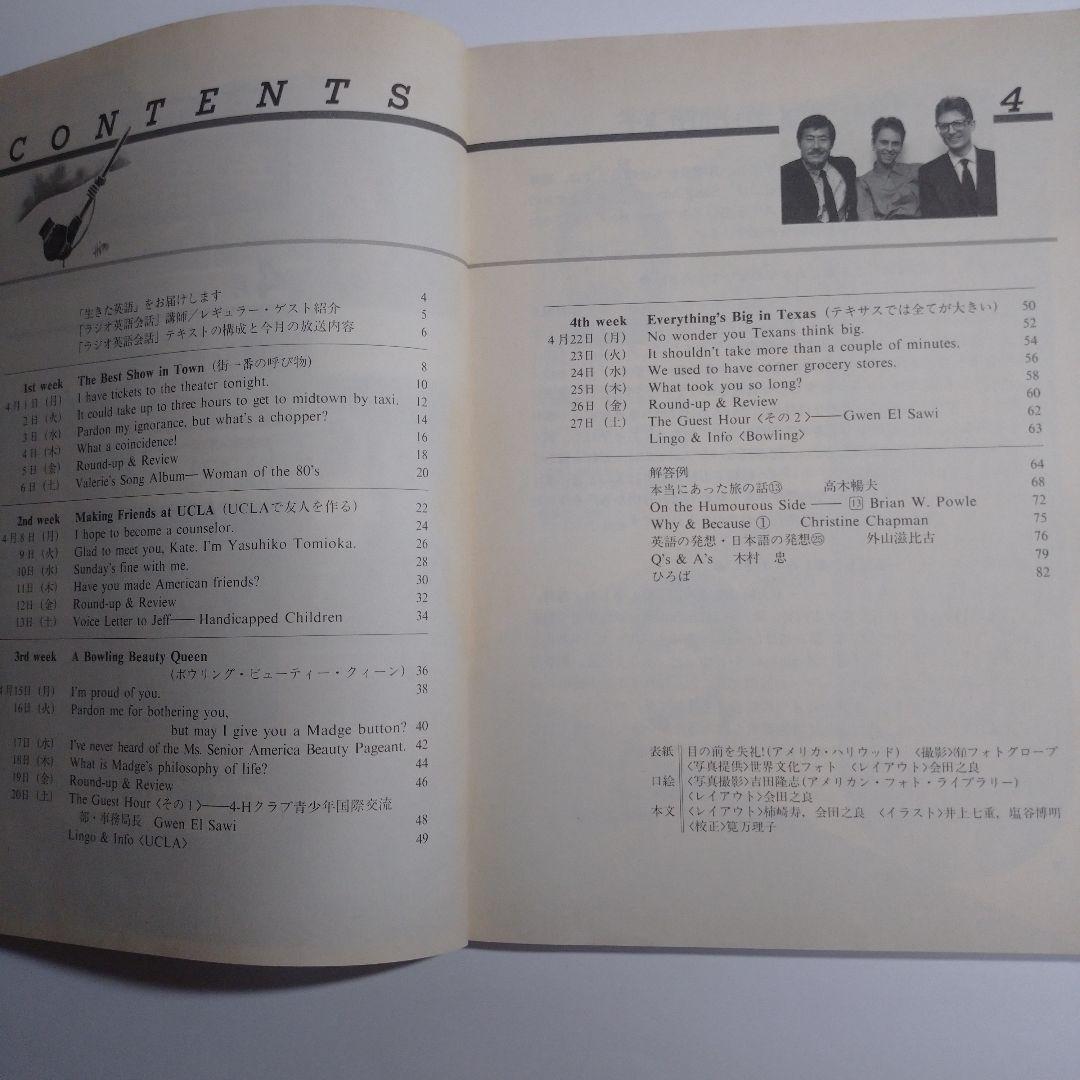 CONTENTS
「生きた英語」をお届けします 4
「ラジオ英語会話」講師／レギュラー・ゲスト紹介 5
「ラジオ英語会話」テキストの構成と今月の放送内容 6
1st week The Best Show in Town (街一番の呼び物) 8
4月1日 (月) I have tickets to the theater tonight. 10
2日 (火) It could take up to three hours to get to midtown by taxi. 12
3日 (水) Pardon my ignorance, but what's a chopper? 14
4日 (木) What a coincidence! 16
5日 (金) Round-up & Review 18
6日 (土) Valerie's Song Album—Woman of the 80's 20
2nd week Making Friends at UCLA (UCLAで友人を作る) 22
4月8日 (月) I hope to become a counselor. 24
9日 (火) Glad to meet you, Kate. I'm Yasuhiko Tomioka. 26
10日 (水) Sunday's fine with me. 28
11日 (木) Have you made American friends? 30
12日 (金) Round-up & Review 32
13日 (土) Voice Letter to Jeff——Handicapped Children 34
3rd week A Bowling Beauty Queen
(ボウリング・ビューティー・クィーン) 36
4月15日 (月) I'm proud of you. 38
16日 (火) Pardon me for bothering you,
but may I give you a Madge button? 40
17日 (水) I've never heard of the Ms. Senior America Beauty Pageant. 42
18日 (木) What is Madge's philosophy of life? 44
19日 (金) Round-up & Review 46
20日 (土) The Guest Hour〈その1〉——4-Hクラブ青少年国際交流
部・事務局長 Gwen El Sawi 48
Lingo & Info〈UCLA〉 49
4
4th week Everything's Big in Texas (テキサスでは全てが大きい) 50
4月22日 (月) No wonder you Texans think big. 52
23日 (火) It shouldn't take more than a couple of minutes. 54
24日 (水) We used to have corner grocery stores. 56
25日 (木) What took you so long? 58
26日 (金) Round-up & Review 60
27日 (土) The Guest Hour〈その2〉——Gwen El Sawi 62
Lingo & Info〈Bowling〉 63
解答例 64
本当にあった旅の話⑬ 高木暢夫 68
On the Humourous Side——⑬ Brian W. Powle 72
Why & Because ① Christine Chapman 75
英語の発想・日本語の発想㉕ 外山滋比古 76
Q's & A's 木村 忠 79
ひろば 82
表紙 目の前を失礼!(アメリカ・ハリウッド) 〈撮影〉㈱フォトグローブ
〈写真提供〉世界文化フォト 〈レイアウト〉会田之良
口絵 〈写真撮影〉吉田隆志(アメリカン・フォト・ライブラリー)
〈レイアウト〉会田之良
本文 〈レイアウト〉柿崎寿，会田之良 〈イラスト〉井上七重，塩谷博明
〈校正〉筧万理子